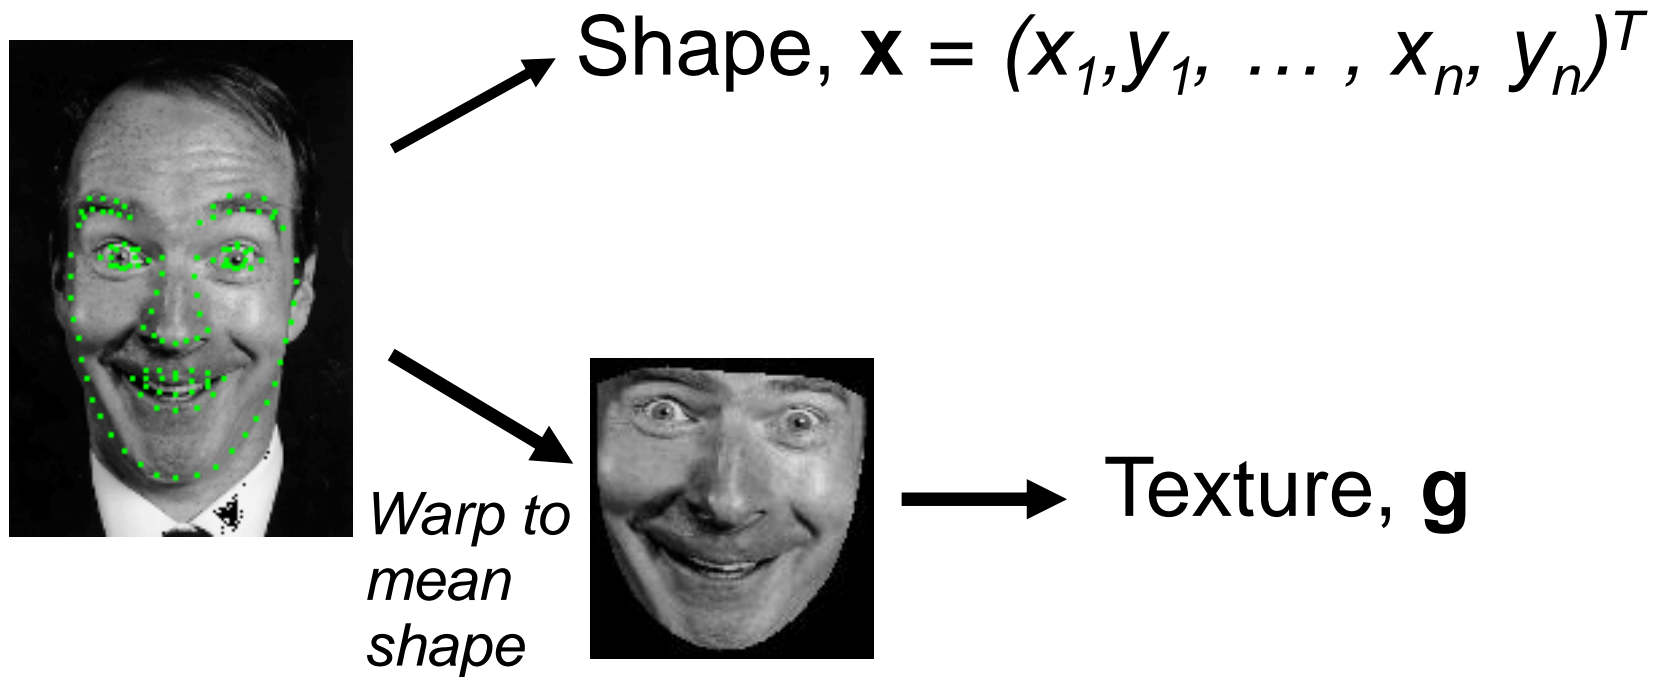 Shape, x = (x₁,y₁, … , xₙ, yₙ)ᵀ
Warp to
mean
shape
Texture, g